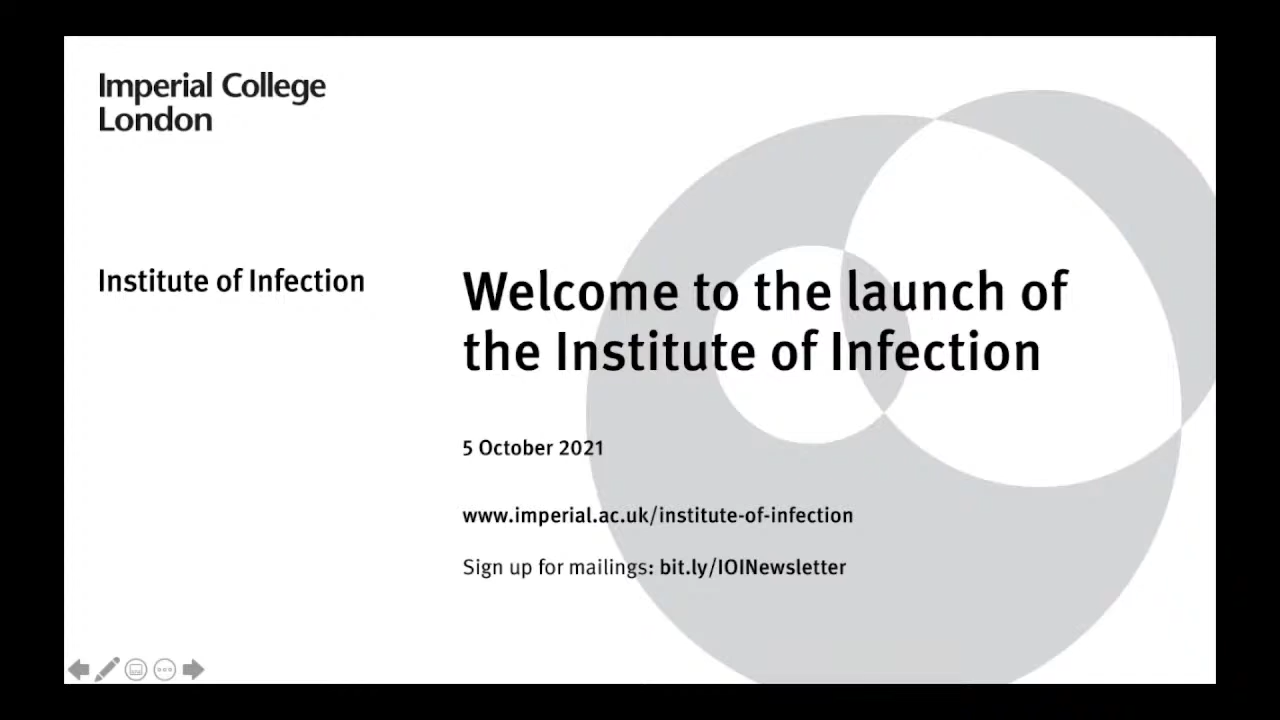 Imperial College
London
Institute of Infection
Welcome to the launch of
the Institute of Infection
5 October 2021
www.imperial.ac.uk/institute-of-infection
Sign up for mailings: bit.ly/IOINewsletter